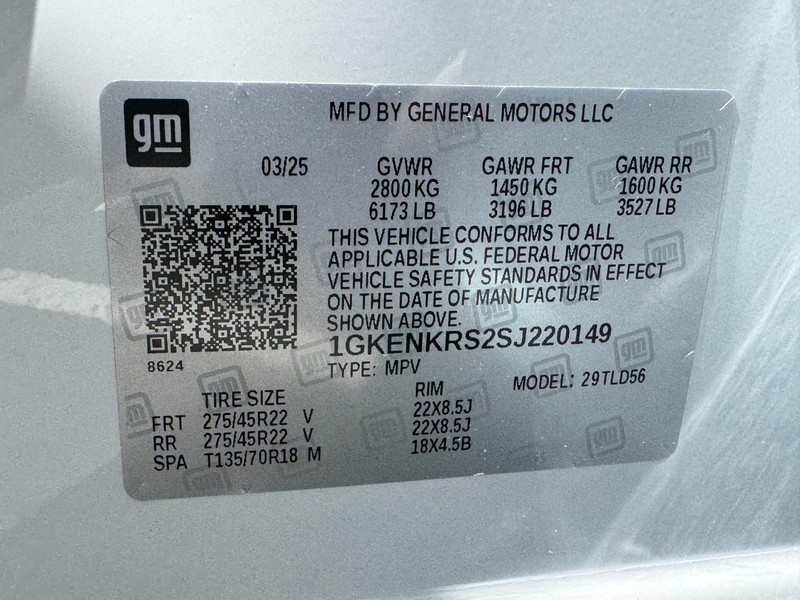 gm
MFD BY GENERAL MOTORS LLC
03/25 GVWR GAWR FRT GAWR RR
2800 KG 1450 KG 1600 KG
6173 LB 3196 LB 3527 LB
THIS VEHICLE CONFORMS TO ALL
APPLICABLE U.S. FEDERAL MOTOR
VEHICLE SAFETY STANDARDS IN EFFECT
ON THE DATE OF MANUFACTURE
SHOWN ABOVE.
1GKENKRS2SJ220149
8624
TYPE: MPV MODEL: 29TLD56
TIRE SIZE RIM
FRT 275/45R22 V 22X8.5J
RR 275/45R22 V 22X8.5J
SPA T135/70R18 M 18X4.5B